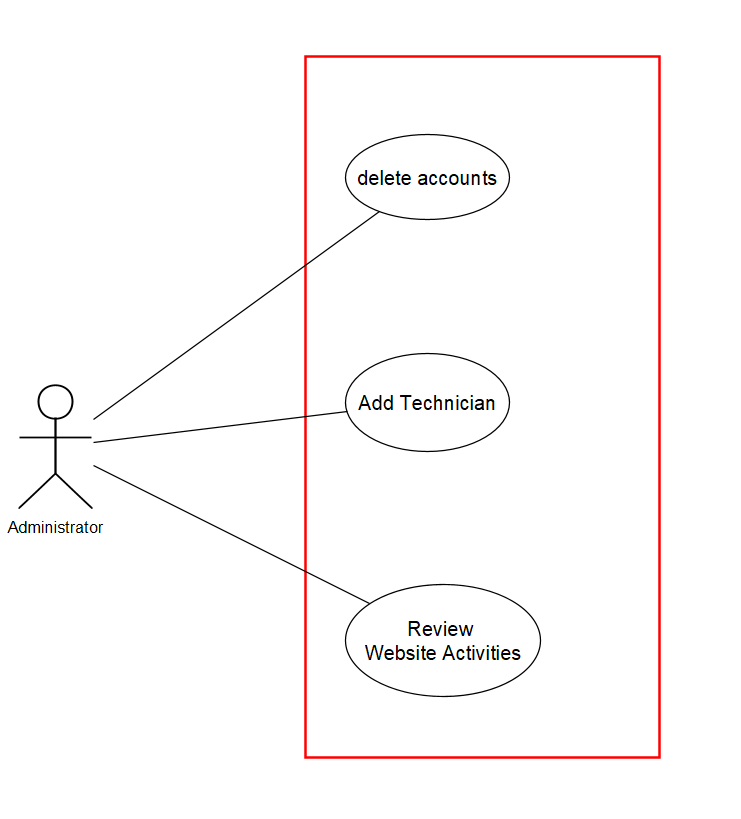 delete accounts
Add Technician
Administrator
Review
Website Activities